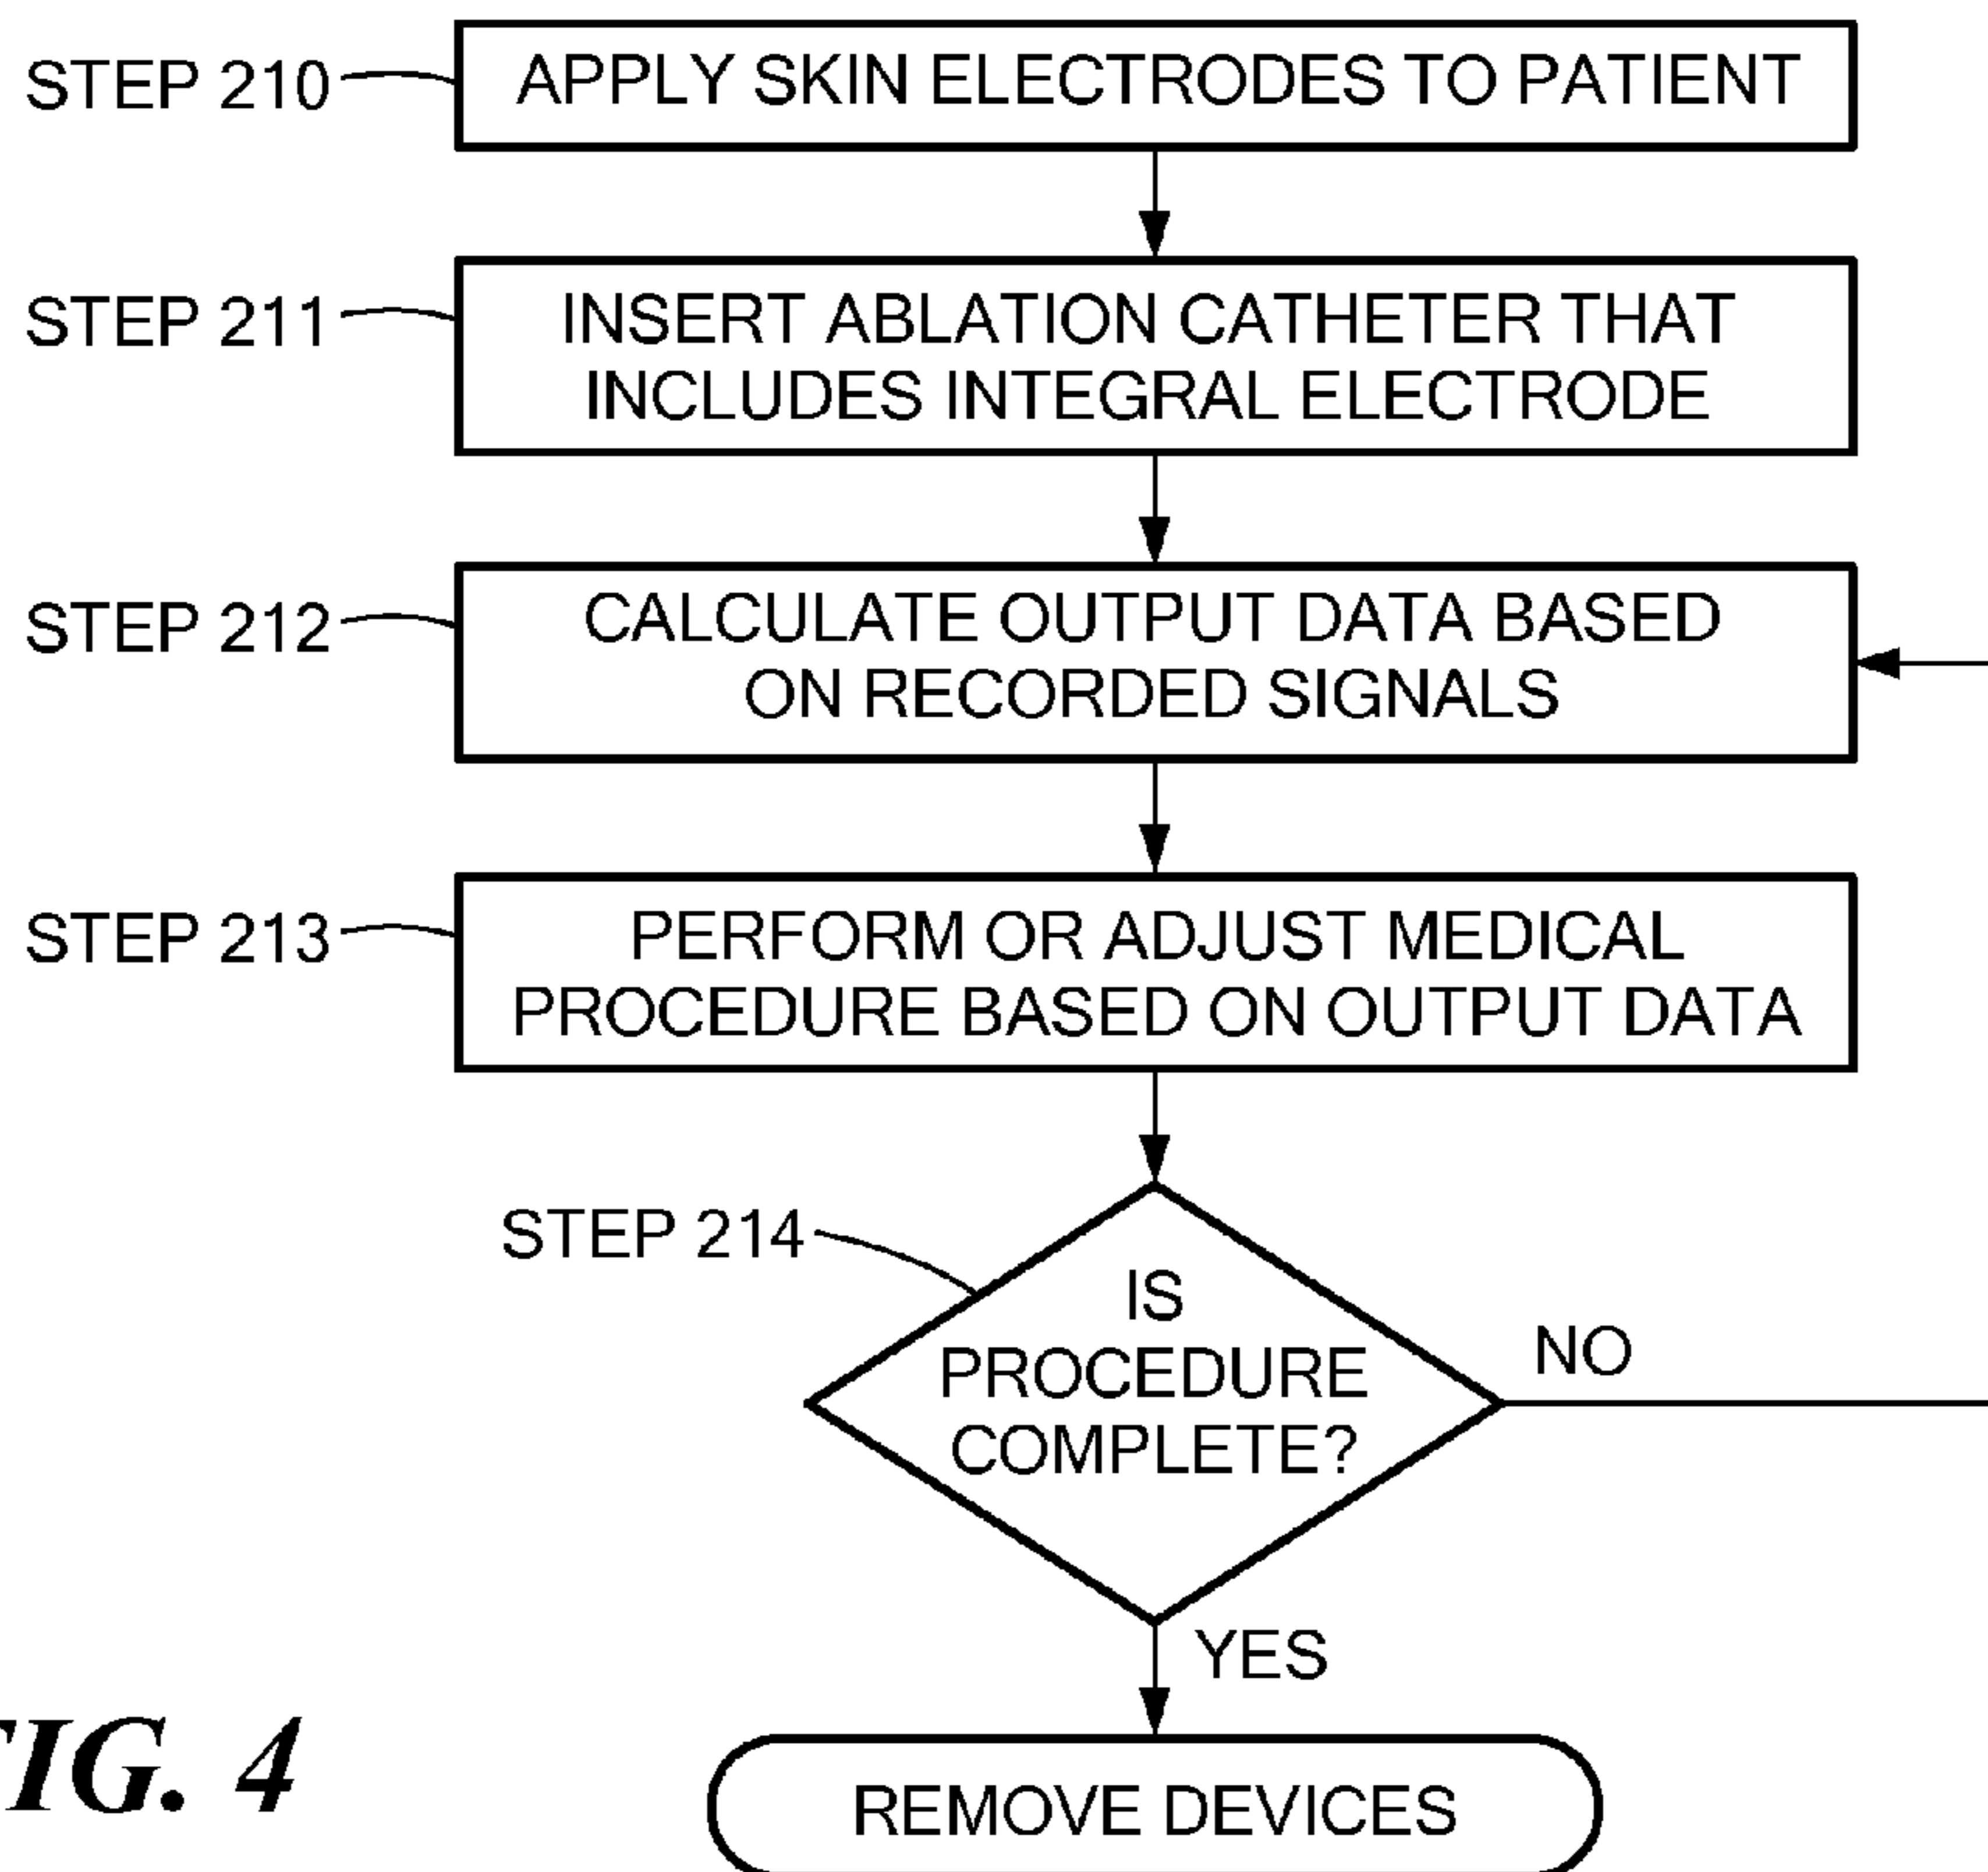 STEP 210
APPLY SKIN ELECTRODES TO PATIENT
STEP 211
INSERT ABLATION CATHETER THAT
INCLUDES INTEGRAL ELECTRODE
STEP 212
CALCULATE OUTPUT DATA BASED
ON RECORDED SIGNALS
STEP 213
PERFORM OR ADJUST MEDICAL
PROCEDURE BASED ON OUTPUT DATA
STEP 214
IS
PROCEDURE
COMPLETE?
NO
YES
REMOVE DEVICES
FIG. 4